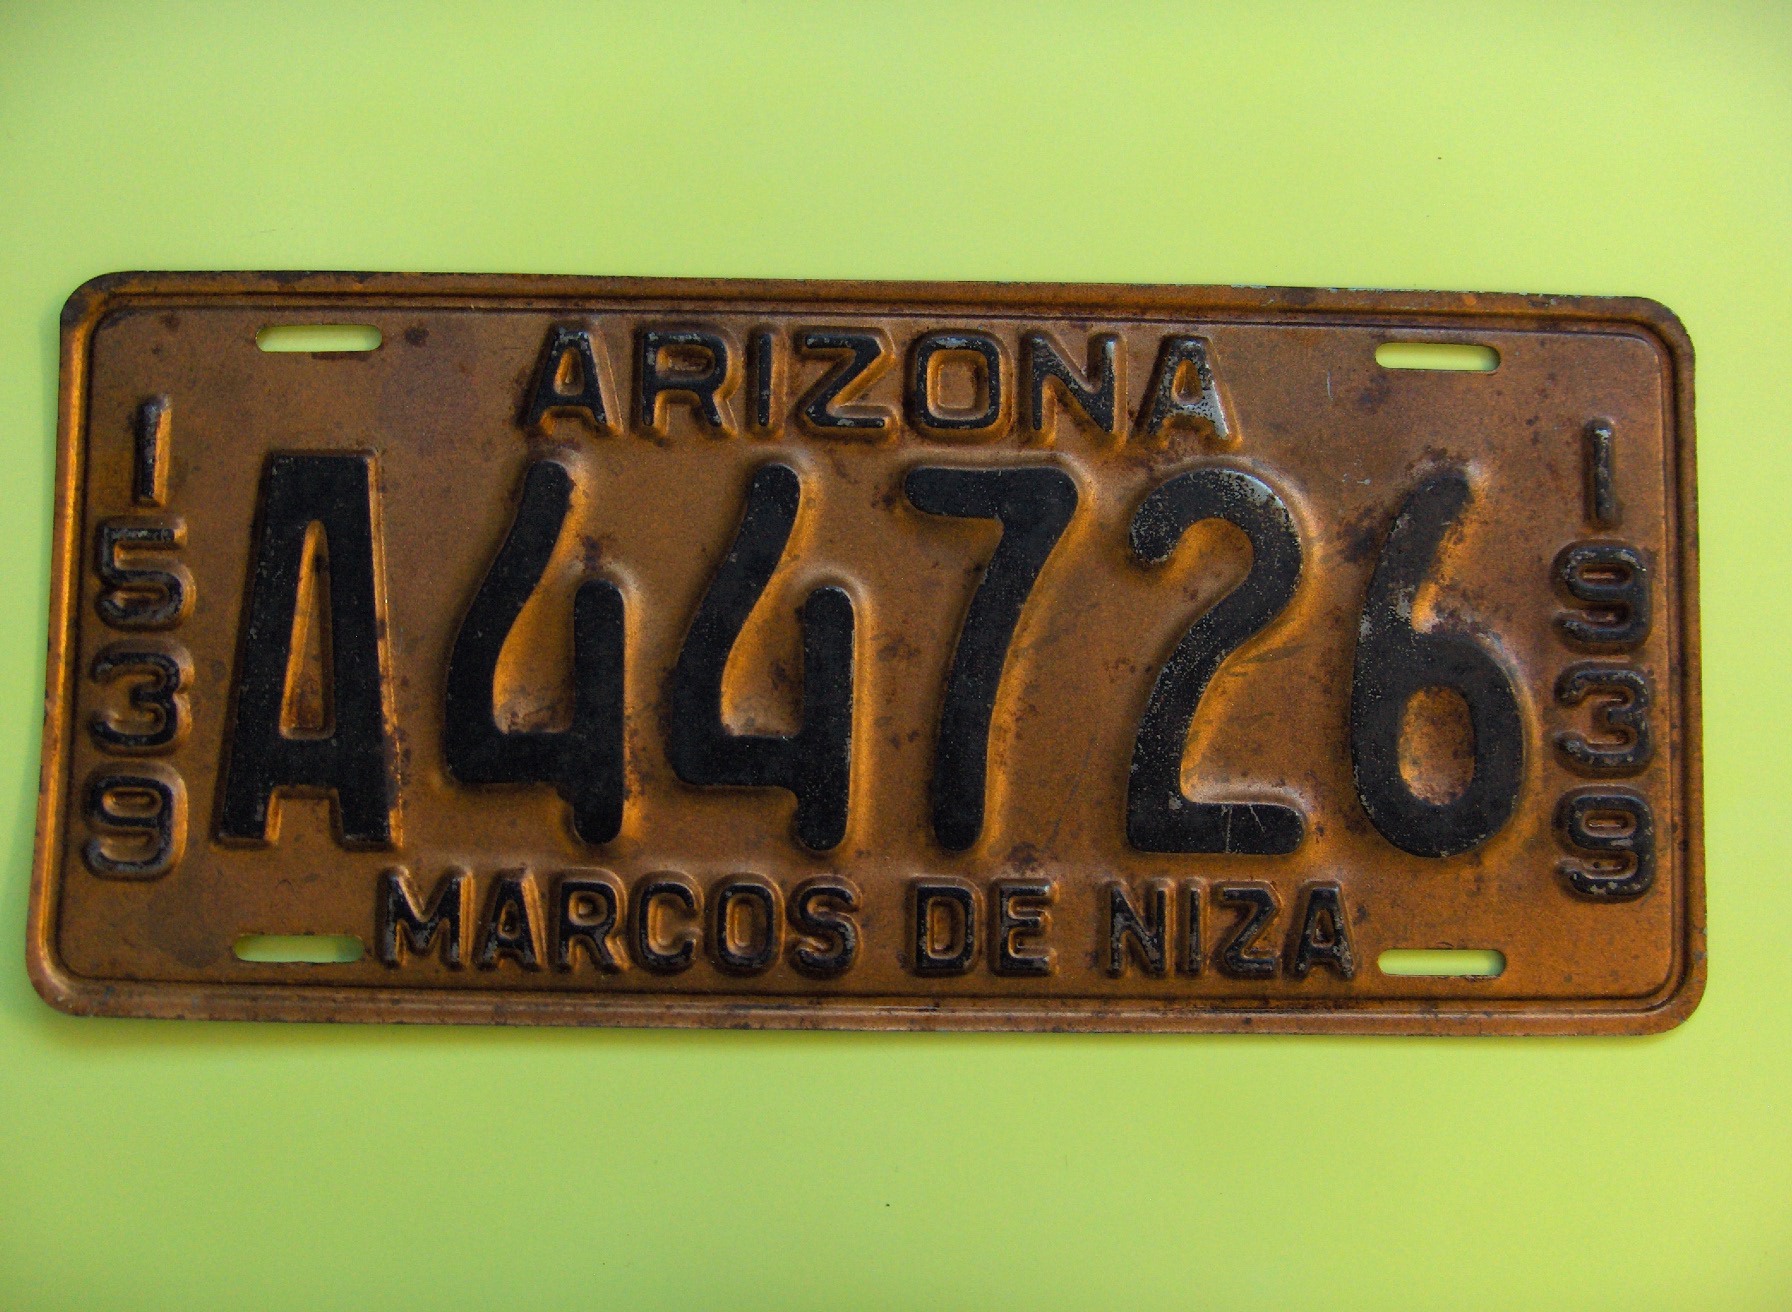 ARIZONA
1539
A44726
1939
MARCOS DE NIZA